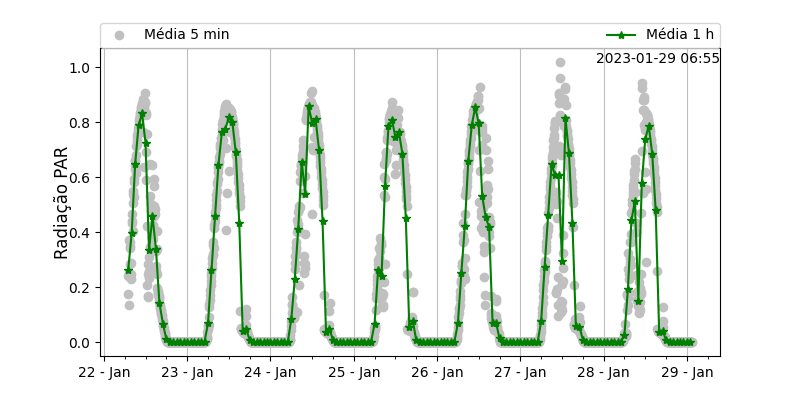 Média 5 min
Média 1 h
2023-01-29 06:55
Radiação PAR
1.0
0.8
0.6
0.4
0.2
0.0
22 - Jan
23 - Jan
24 - Jan
25 - Jan
26 - Jan
27 - Jan
28 - Jan
29 - Jan